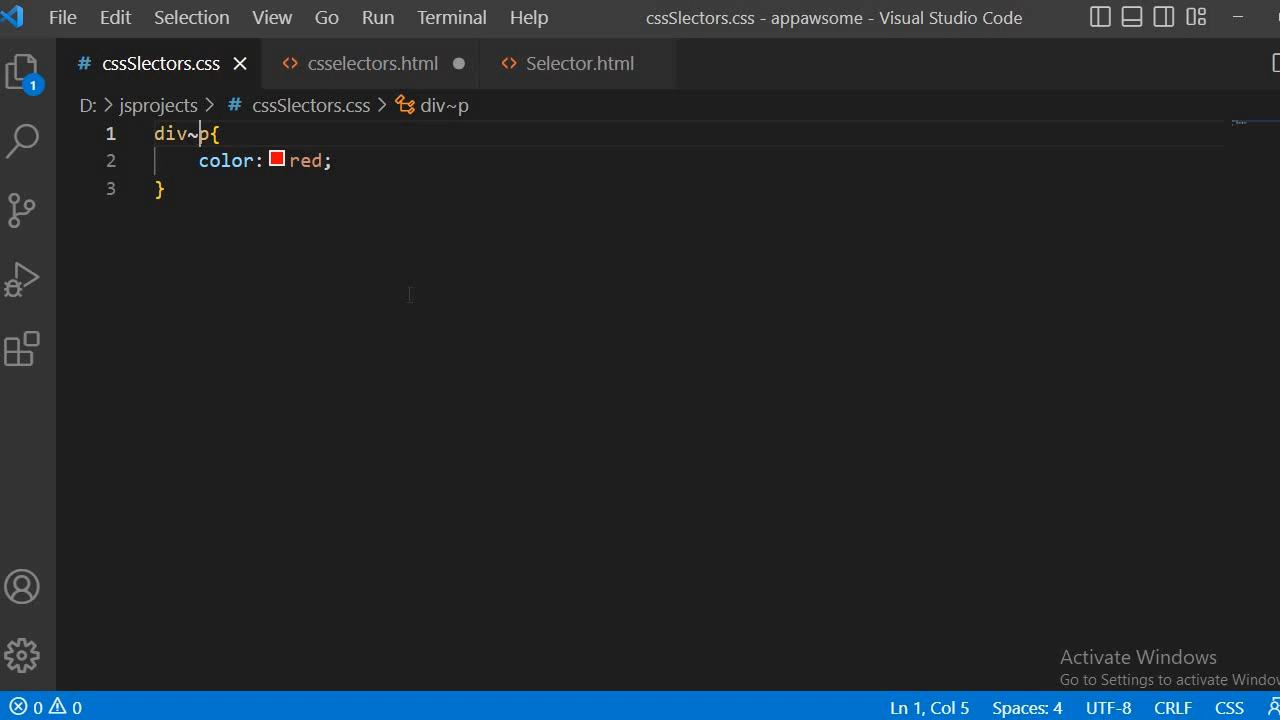 File Edit Selection View Go Run Terminal Help cssSlectors.css - appawsome - Visual Studio Code
# cssSlectors.css csselectors.html Selector.html
D: > jsprojects > # cssSlectors.css > div~p
1 div~p{
2 color: red;
3 }
1
Activate Windows
Go to Settings to activate Windo
0 0 Ln 1, Col 5 Spaces: 4 UTF-8 CRLF CSS